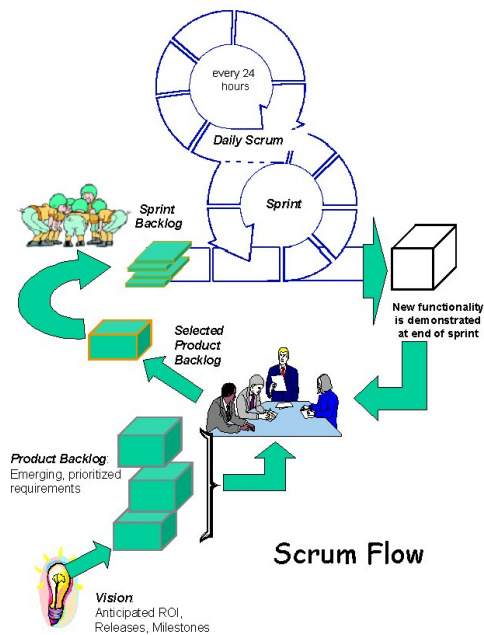 every 24
hours
Daily Scrum
Sprint
Sprint
Backlog
New functionality
is demonstrated
at end of sprint
Selected
Product
Backlog
Product Backlog:
Emerging, prioritized
requirements
Scrum Flow
Vision:
Anticipated ROI,
Releases, Milestones